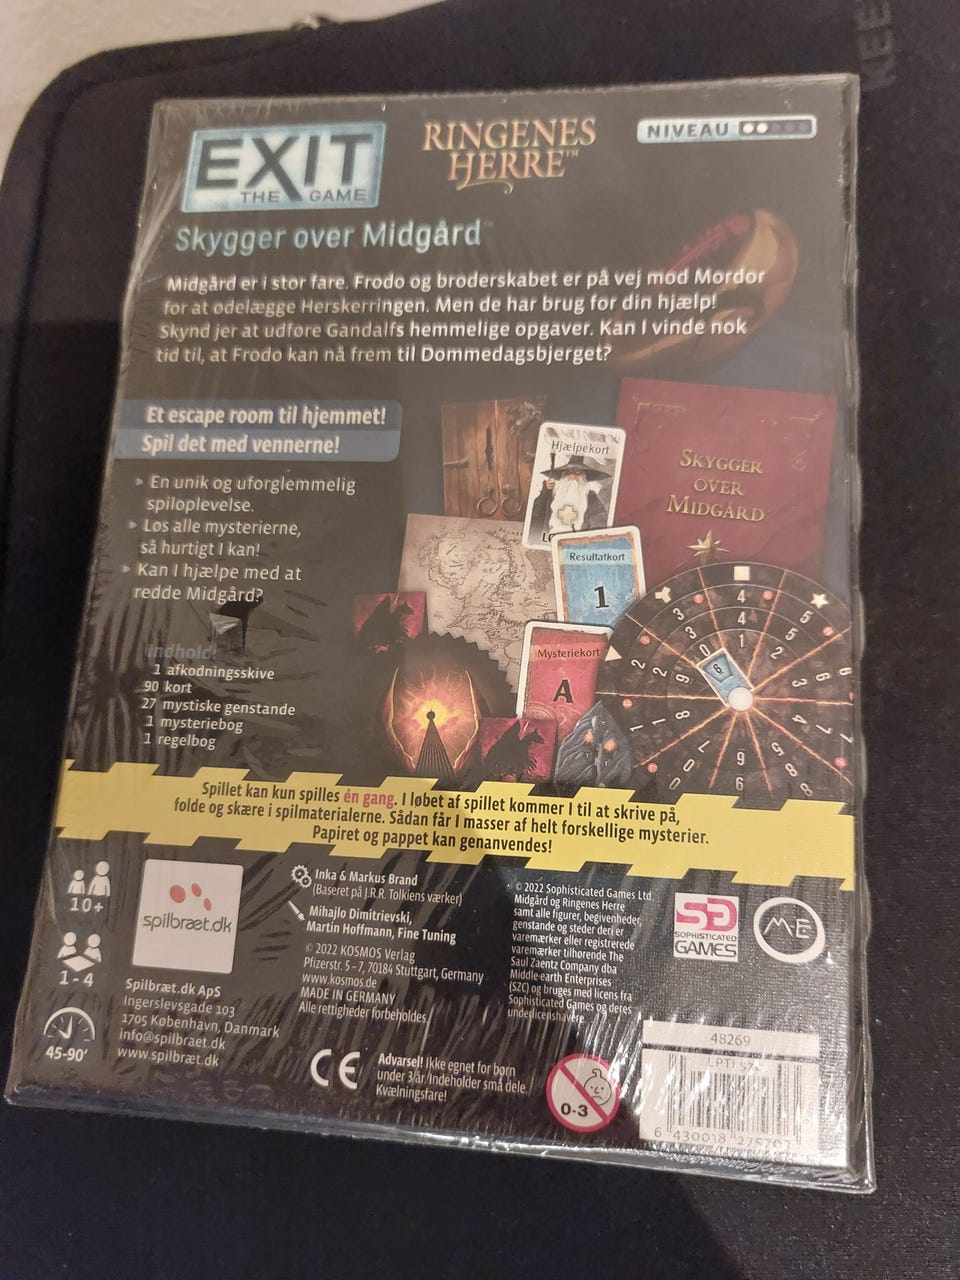 EXIT
THE GAME
RINGENES
HERRE™
NIVEAU
Skygger over Midgård™
Midgård er i stor fare. Frodo og broderskabet er på vej mod Mordor
for at ødelægge Herskerringen. Men de har brug for din hjælp!
Skynd jer at udføre Gandalfs hemmelige opgaver. Kan I vinde nok
tid til, at Frodo kan nå frem til Dommedagsbjerget?
Et escape room til hjemmet!
Spil det med vennerne!
En unik og uforglemmelig
spiloplevelse.
Løs alle mysterierne,
så hurtigt I kan!
Kan I hjælpe med at
redde Midgård?
Indhold:
1 afkodningsskive
90 kort
27 mystiske genstande
1 mysteriebog
1 regelbog
Hjælpekort
Resultatkort
1
Mysteriekort
A
SKYGGER
OVER
MIDGÅRD
Spillet kan kun spilles én gang. I løbet af spillet kommer I til at skrive på,
folde og skære i spilmaterialerne. Sådan får I masser af helt forskellige mysterier.
Papiret og pappet kan genanvendes!
10+
1-4
45-90'
spilbræt.dk
Spilbræt.dk ApS
Ingerslevsgade 103
1705 København, Danmark
info@spilbraet.dk
www.spilbræt.dk
Inka & Markus Brand
(Baseret på J.R.R. Tolkiens værker)
Mihajlo Dimitrievski,
Martin Hoffmann, Fine Tuning
© 2022 KOSMOS Verlag
Pfizerstr. 5–7, 70184 Stuttgart, Germany
www.kosmos.de
MADE IN GERMANY
Alle rettigheder forbeholdes.
CE
Advarsel! Ikke egnet for børn
under 3 år. Indeholder små dele.
Kvælningsfare!
0-3
© 2022 Sophisticated Games Ltd.
Midgård og Ringenes Herre
samt alle figurer, begivenheder,
genstande og steder deri er
varemærker eller registrerede
varemærker tilhørende The
Saul Zaentz Company dba
Middle-earth Enterprises
(SZC) og bruges med licens fra
Sophisticated Games og deres
underlicenshavere.
SG
SOPHISTICATED
GAMES
M·E
48269
6 430018 275703